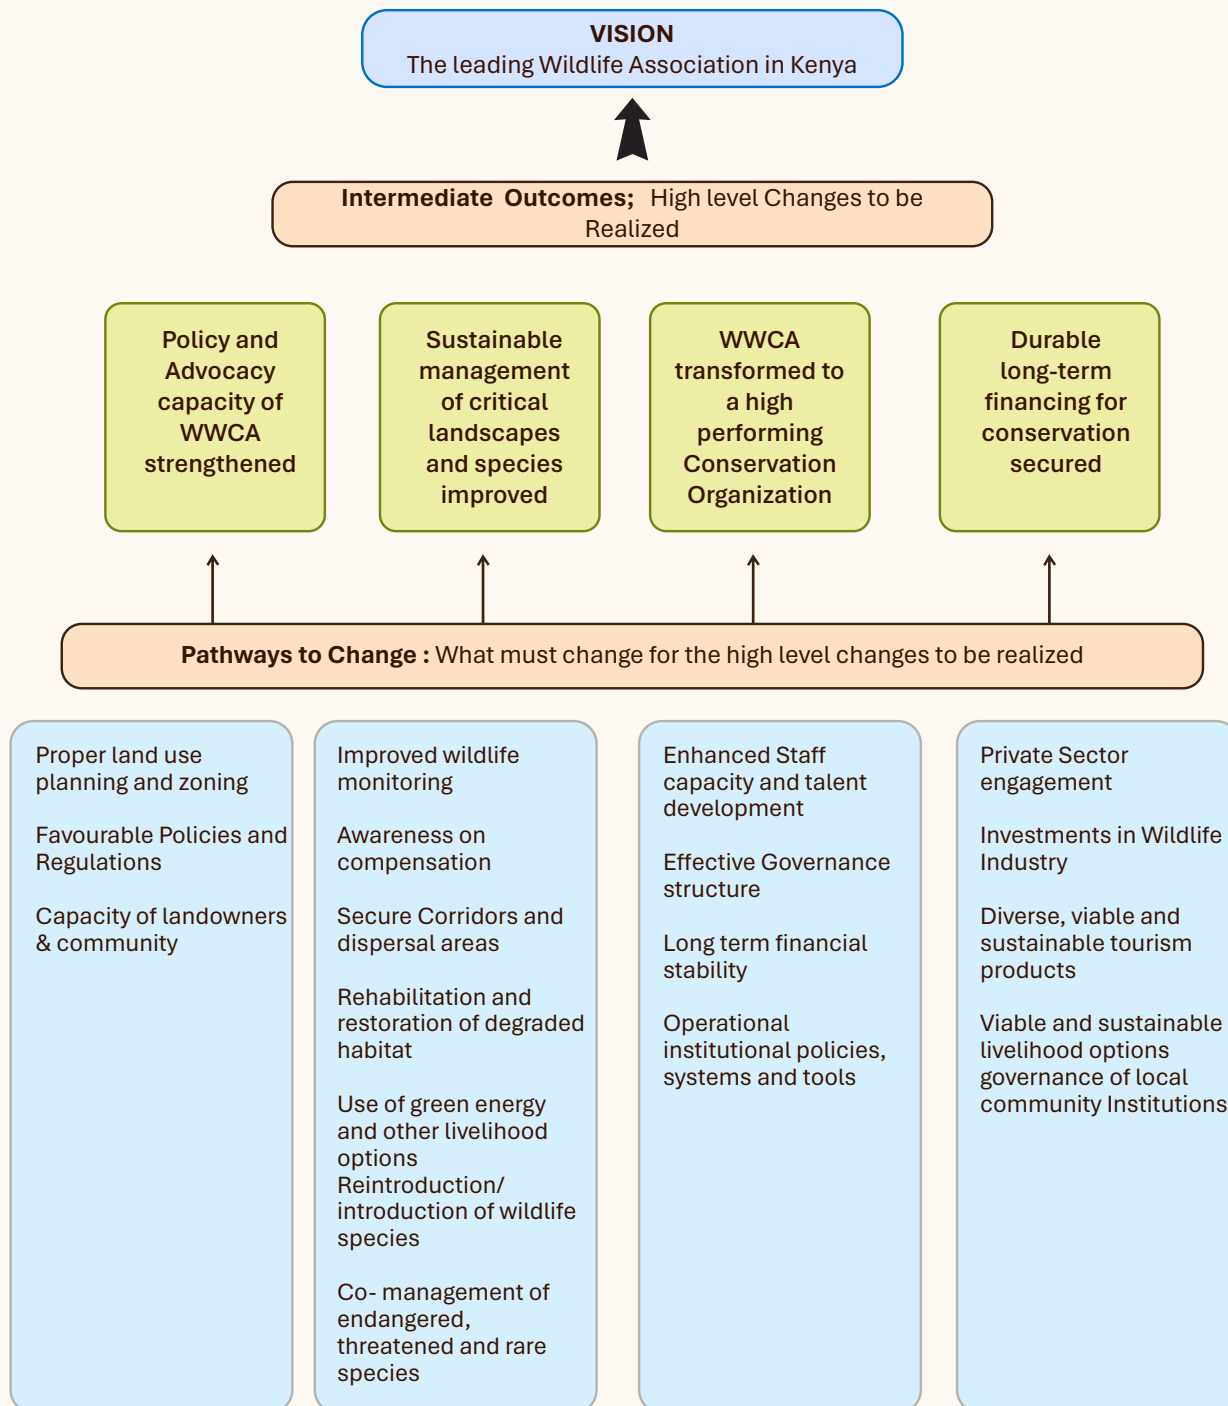 VISION
The leading Wildlife Association in Kenya
Intermediate Outcomes; High level Changes to be
Realized
Policy and
Advocacy
capacity of
WWCA
strengthened
Sustainable
management
of critical
landscapes
and species
improved
WWCA
transformed to
a high
performing
Conservation
Organization
Durable
long-term
financing for
conservation
secured
Pathways to Change : What must change for the high level changes to be realized
Proper land use
planning and zoning
Favourable Policies and
Regulations
Capacity of landowners
& community
Improved wildlife
monitoring
Awareness on
compensation
Secure Corridors and
dispersal areas
Rehabilitation and
restoration of degraded
habitat
Use of green energy
and other livelihood
options
Reintroduction/
introduction of wildlife
species
Co- management of
endangered,
threatened and rare
species
Enhanced Staff
capacity and talent
development
Effective Governance
structure
Long term financial
stability
Operational
institutional policies,
systems and tools
Private Sector
engagement
Investments in Wildlife
Industry
Diverse, viable and
sustainable tourism
products
Viable and sustainable
livelihood options
governance of local
community Institutions